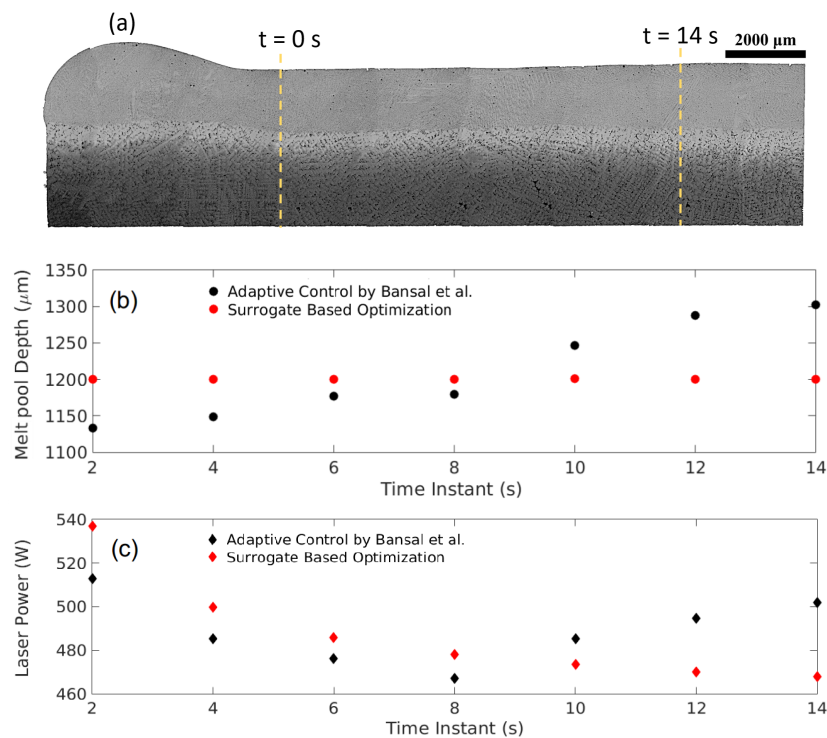 (a)
t = 0 s
t = 14 s
2000 μm
1350
1300
1250
1200
1150
1100
Melt pool Depth (μm)
(b)
Adaptive Control by Bansal et al.
Surrogate Based Optimization
2 4 6 8 10 12 14
Time Instant (s)
540
520
500
480
460
Laser Power (W)
(c)
Adaptive Control by Bansal et al.
Surrogate Based Optimization
2 4 6 8 10 12 14
Time Instant (s)